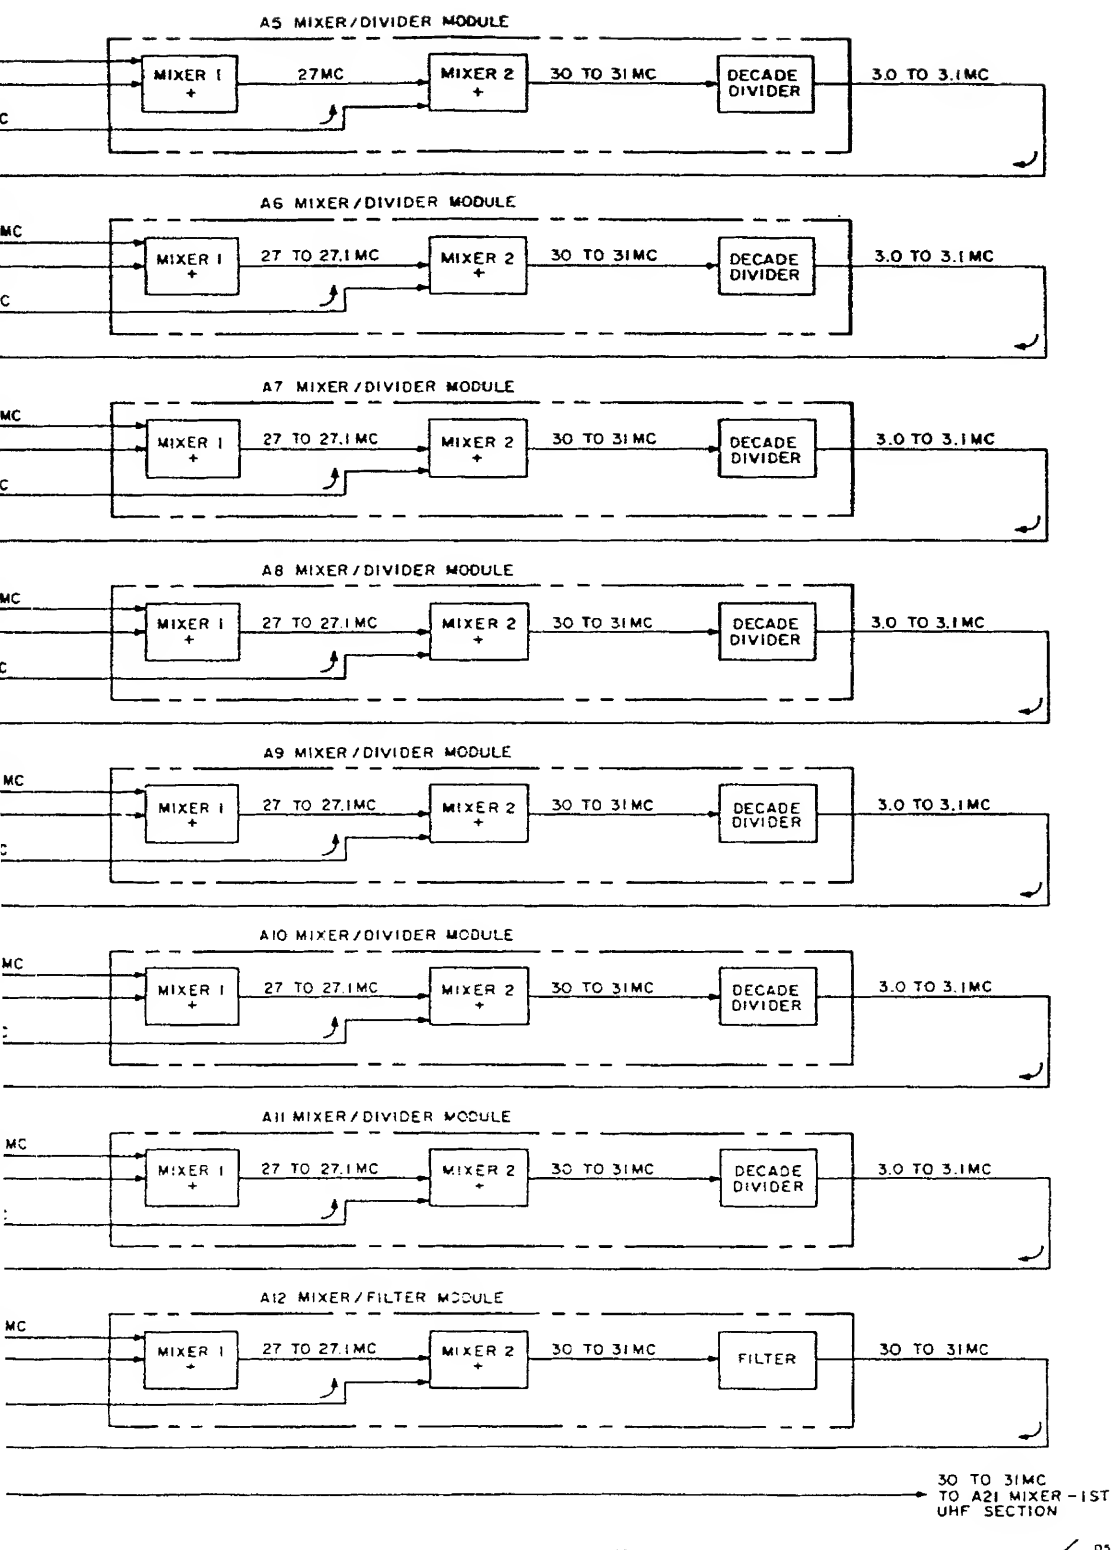 A5 MIXER/DIVIDER MODULE
MIXER 1
+
27MC
MIXER 2
+
30 TO 31MC
DECADE
DIVIDER
3.0 TO 3.1MC
C
A6 MIXER/DIVIDER MODULE
MC
MIXER 1
+
27 TO 27.1MC
MIXER 2
+
30 TO 31MC
DECADE
DIVIDER
3.0 TO 3.1MC
C
A7 MIXER/DIVIDER MODULE
MC
MIXER 1
+
27 TO 27.1MC
MIXER 2
+
30 TO 31MC
DECADE
DIVIDER
3.0 TO 3.1MC
C
A8 MIXER/DIVIDER MODULE
MC
MIXER 1
+
27 TO 27.1MC
MIXER 2
+
30 TO 31MC
DECADE
DIVIDER
3.0 TO 3.1MC
C
A9 MIXER/DIVIDER MODULE
MC
MIXER 1
+
27 TO 27.1MC
MIXER 2
+
30 TO 31MC
DECADE
DIVIDER
3.0 TO 3.1MC
C
A10 MIXER/DIVIDER MODULE
MC
MIXER 1
+
27 TO 27.1MC
MIXER 2
+
30 TO 31MC
DECADE
DIVIDER
3.0 TO 3.1MC
A11 MIXER/DIVIDER MODULE
MC
MIXER 1
+
27 TO 27.1MC
MIXER 2
+
30 TO 31MC
DECADE
DIVIDER
3.0 TO 3.1MC
A12 MIXER/FILTER MODULE
MC
MIXER 1
+
27 TO 27.1MC
MIXER 2
+
30 TO 31MC
FILTER
30 TO 31MC
30 TO 31MC
TO A21 MIXER-1ST
UHF SECTION